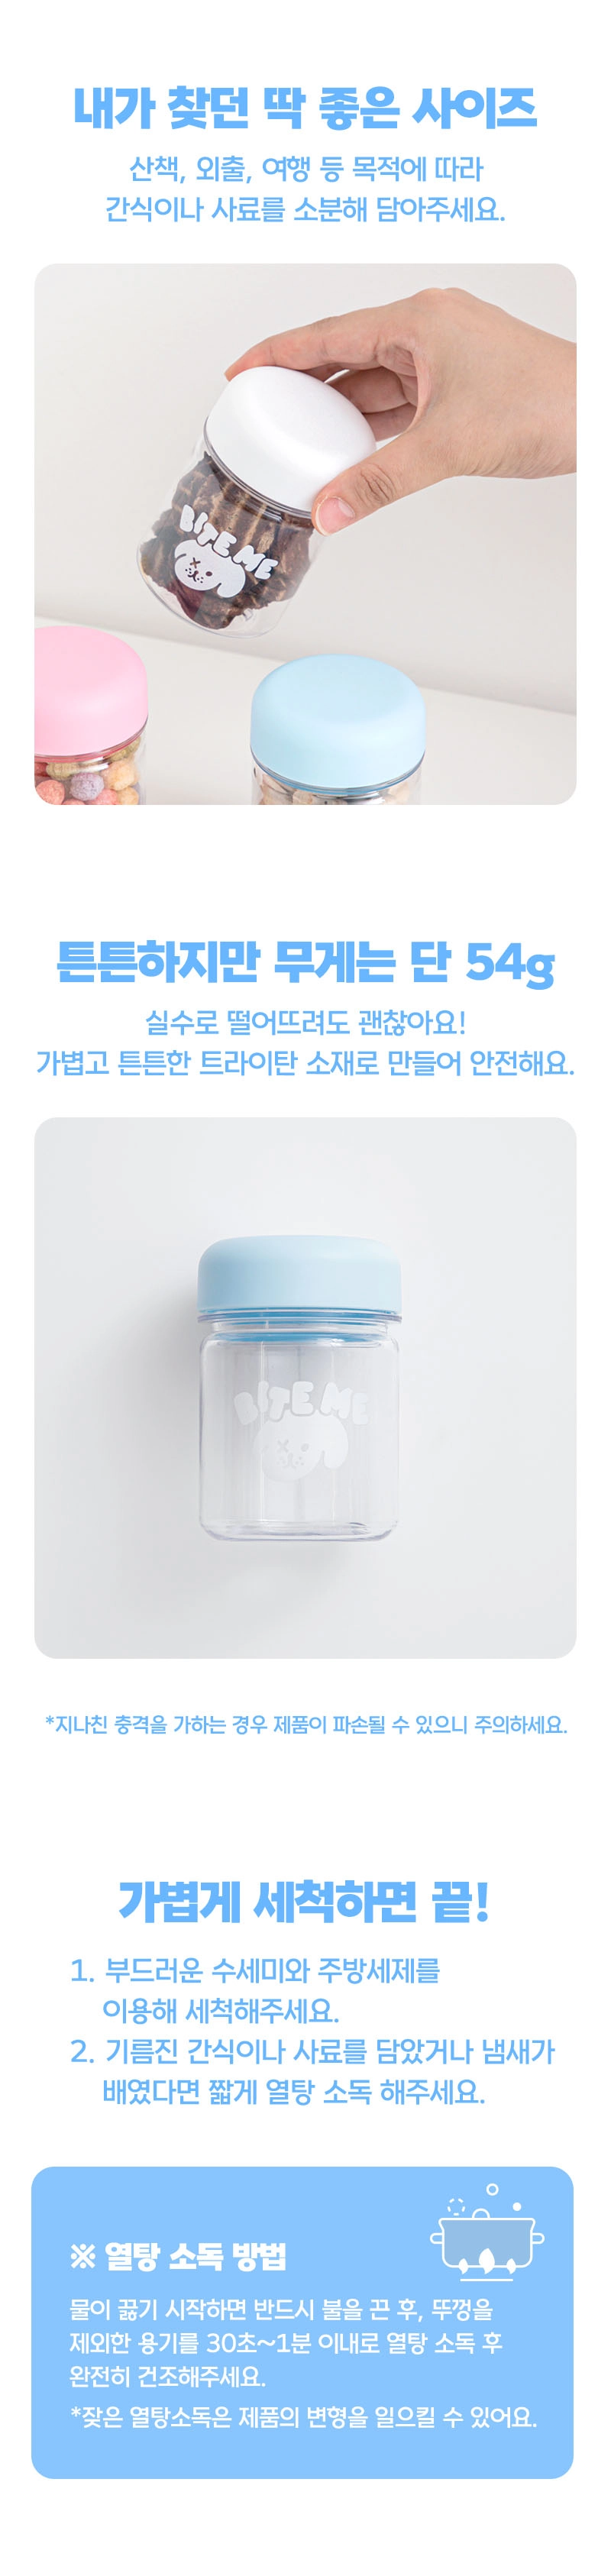 내가 찾던 딱 좋은 사이즈
산책, 외출, 여행 등 목적에 따라
간식이나 사료를 소분해 담아주세요.
BITE ME
튼튼하지만 무게는 단 54g
실수로 떨어뜨려도 괜찮아요!
가볍고 튼튼한 트라이탄 소재로 만들어 안전해요.
BITE ME
*지나친 충격을 가하는 경우 제품이 파손될 수 있으니 주의하세요.
가볍게 세척하면 끝!
1. 부드러운 수세미와 주방세제를
이용해 세척해주세요.
2. 기름진 간식이나 사료를 담았거나 냄새가
배였다면 짧게 열탕 소독 해주세요.
※ 열탕 소독 방법
물이 끓기 시작하면 반드시 불을 끈 후, 뚜껑을
제외한 용기를 30초~1분 이내로 열탕 소독 후
완전히 건조해주세요.
*잦은 열탕소독은 제품의 변형을 일으킬 수 있어요.